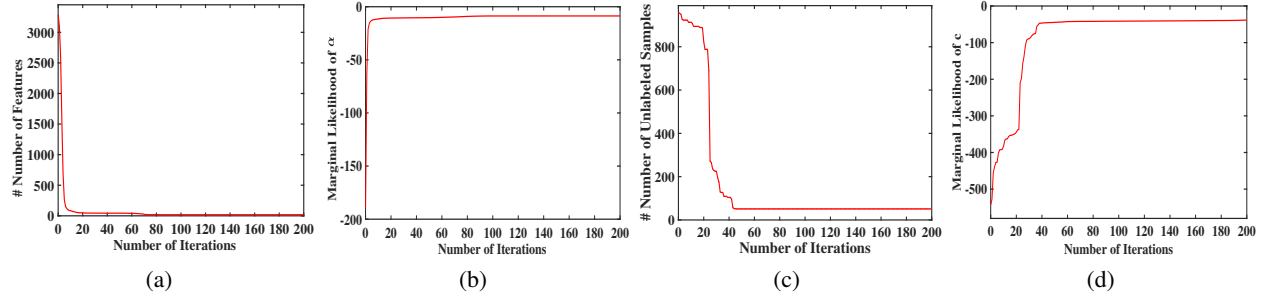 # Number of Features
3000
2500
2000
1500
1000
500
0
0 20 40 60 80 100 120 140 160 180 200
Number of Iterations
(a)
Marginal Likelihood of α
0
-50
-100
-150
-200
0 20 40 60 80 100 120 140 160 180 200
Number of Iterations
(b)
# Number of Unlabeled Samples
800
600
400
200
0
0 20 40 60 80 100 120 140 160 180 200
Number of Iterations
(c)
Marginal Likelihood of c
0
-100
-200
-300
-400
-500
0 20 40 60 80 100 120 140 160 180 200
Number of Iterations
(d)